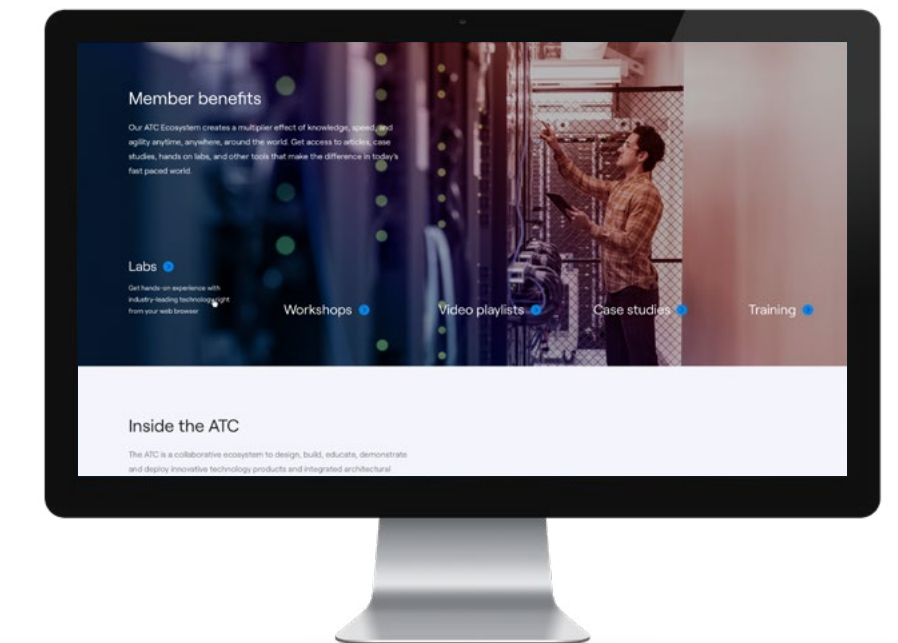 Member benefits
Our ATC Ecosystem creates a multiplier effect of knowledge, speed, and
agility anytime, anywhere, around the world. Get access to articles, case
studies, hands on labs, and other tools that make the difference in today's
fast paced world.
Labs
Get hands-on experience with
industry-leading technology right
from your web browser
Workshops
Video playlists
Case studies
Training
Inside the ATC
The ATC is a collaborative ecosystem to design, build, educate, demonstrate
and deploy innovative technology products and integrated architectural